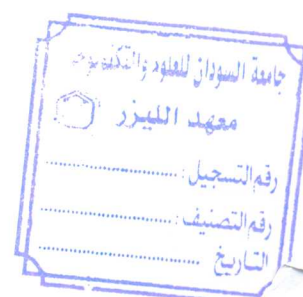 جامعة السودان للعلوم والتكنولوجيا
معهد الليزر
رقم التسجيل : ....................
رقم التصنيف : ....................
التاريخ ....................